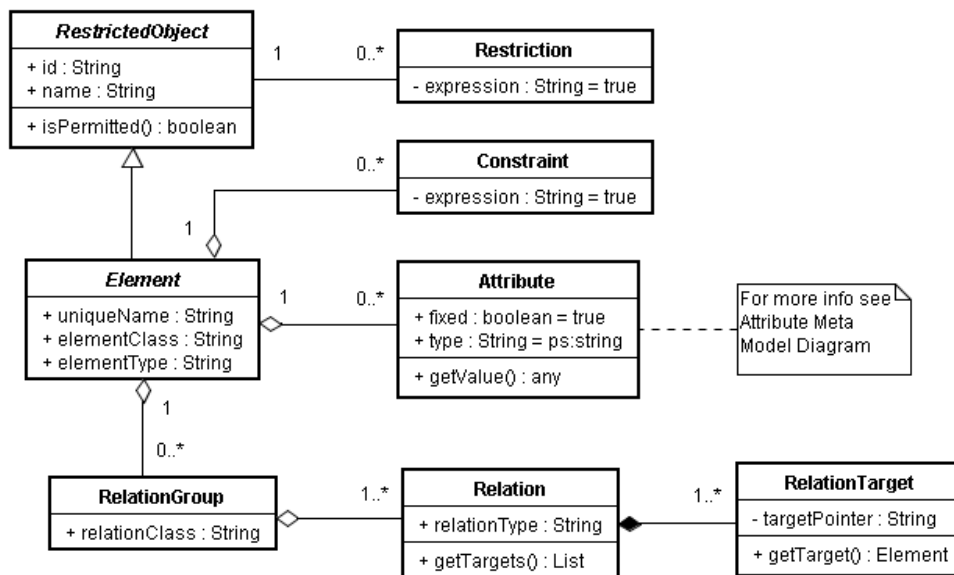 RestrictedObject
+ id : String
+ name : String
+ isPermitted() : boolean
1
0..*
Restriction
- expression : String = true
0..*
Constraint
- expression : String = true
1
Element
+ uniqueName : String
+ elementClass : String
+ elementType : String
1
0..*
Attribute
+ fixed : boolean = true
+ type : String = ps:string
+ getValue() : any
For more info see
Attribute Meta
Model Diagram
1
0..*
RelationGroup
+ relationClass : String
1..*
Relation
+ relationType : String
+ getTargets() : List
1..*
RelationTarget
- targetPointer : String
+ getTarget() : Element